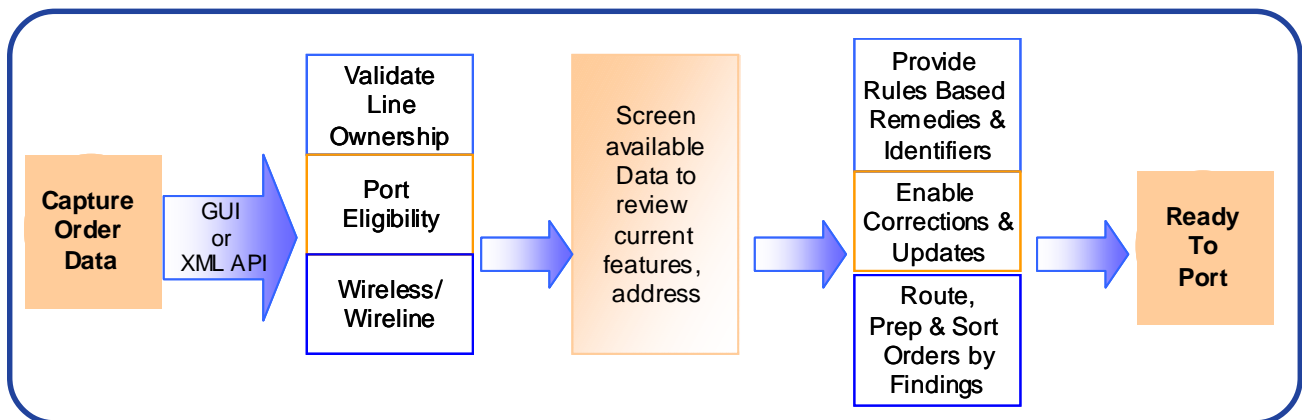 Capture
Order
Data
GUI
or
XML API
Validate
Line
Ownership
Port
Eligibility
Wireless/
Wireline
Screen
available
Data to
review
current
features,
address
Provide
Rules Based
Remedies &
Identifiers
Enable
Corrections &
Updates
Route,
Prep & Sort
Orders by
Findings
Ready
To
Port